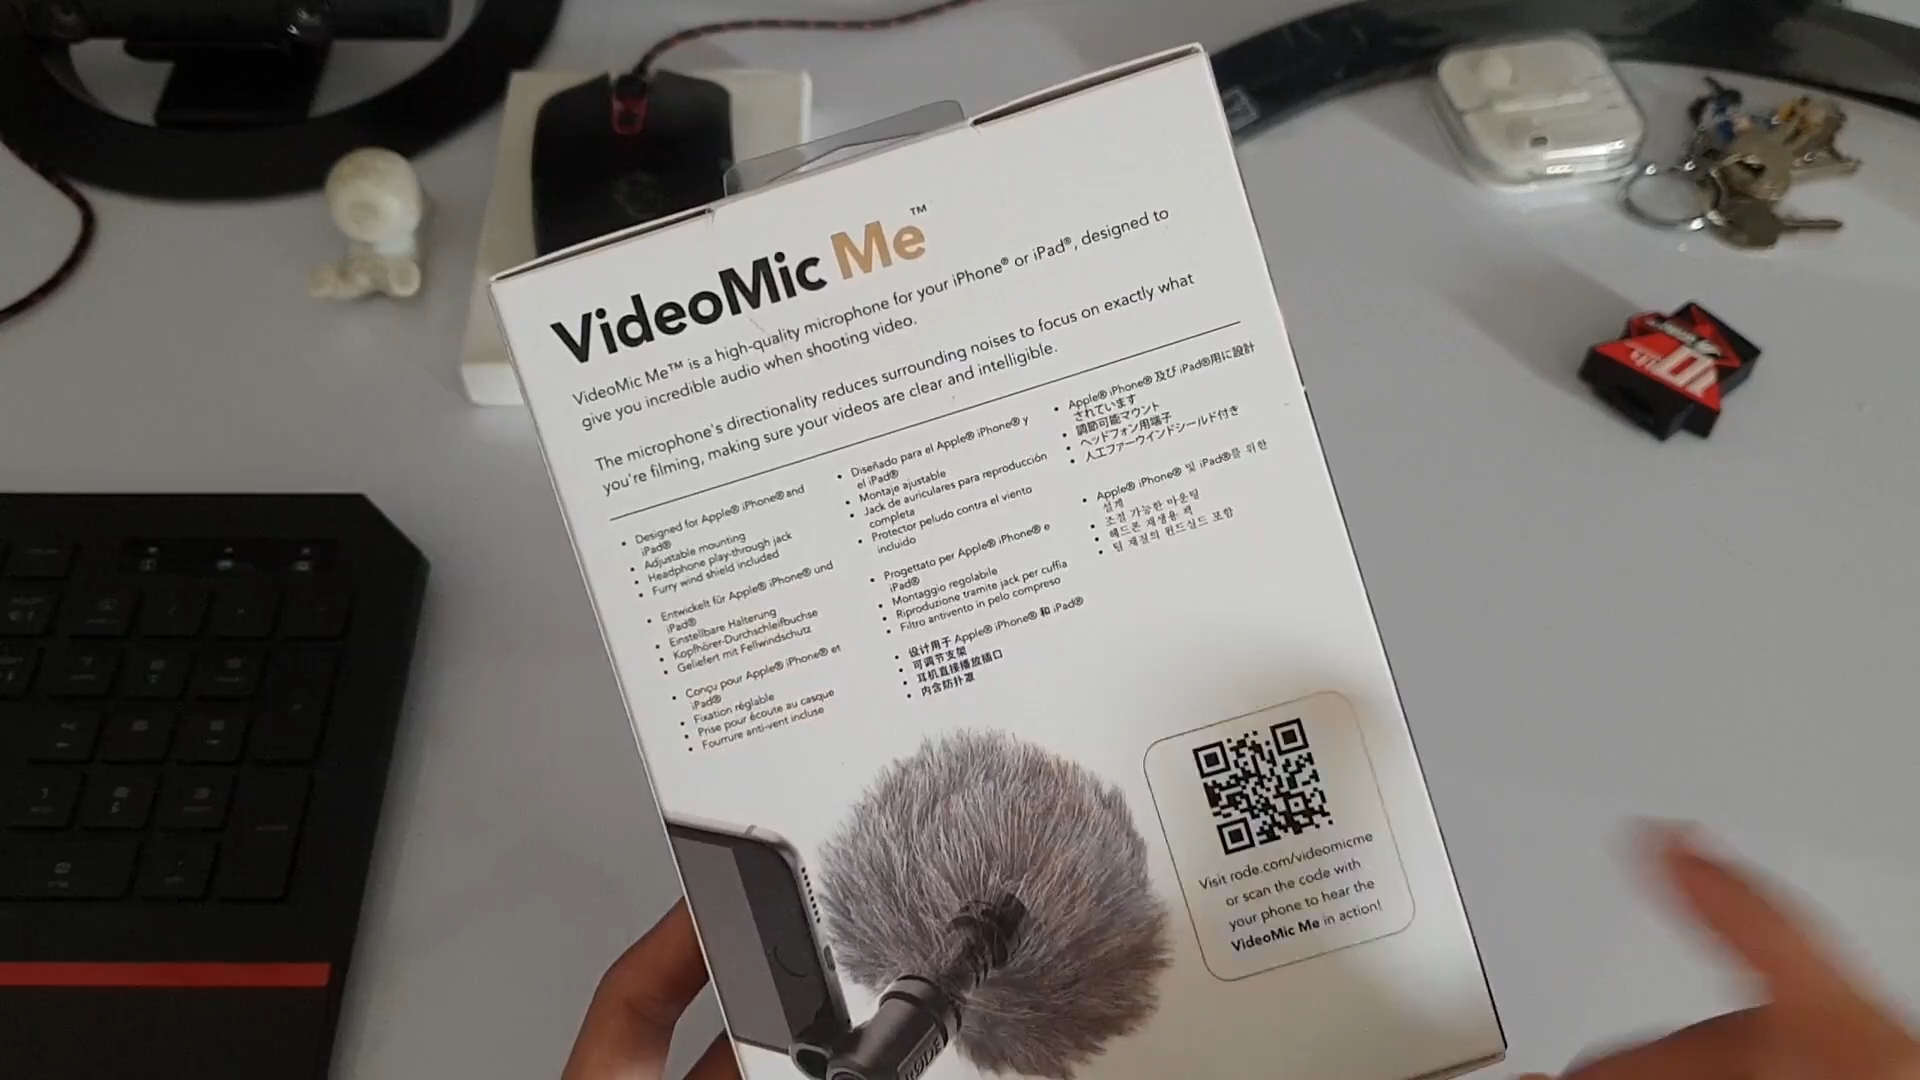 VideoMic Me™
VideoMic Me™ is a high-quality microphone for your iPhone® or iPad®, designed to
give you incredible audio when shooting video.
The microphone's directionality reduces surrounding noises to focus on exactly what
you're filming, making sure your videos are clear and intelligible.
• Designed for Apple® iPhone® and
iPad®
• Adjustable mounting
• Headphone play-through jack
• Furry wind shield included
• Entwickelt für Apple® iPhone® und
iPad®
• Einstellbare Halterung
• Kopfhörer-Durchschleifbuchse
• Geliefert mit Fellwindschutz
• Conçu pour Apple® iPhone® et
iPad®
• Fixation réglable
• Prise pour écoute au casque
• Fourrure anti-vent incluse
• Diseñado para el Apple® iPhone® y
el iPad®
• Montaje ajustable
• Jack de auriculares para reproducción
completa
• Protector peludo contra el viento
incluido
• Progettato per Apple® iPhone® e
iPad®
• Montaggio regolabile
• Riproduzione tramite jack per cuffia
• Filtro antivento in pelo compreso
• 设计用于 Apple® iPhone® 和 iPad®
• 可调节支架
• 耳机直接播放插口
• 内含防扑罩
• Apple® iPhone® 及び iPad®用に設計
されています
• 調節可能マウント
• ヘッドフォン用端子
• 人工ファーウインドシールド付き
• Apple® iPhone® 및 iPad®를 위한
설계
• 조절 가능한 마운팅
• 헤드폰 재생용 잭
• 털 재질의 윈드실드 포함
Visit rode.com/videomicme
or scan the code with
your phone to hear the
VideoMic Me in action!
RØDE